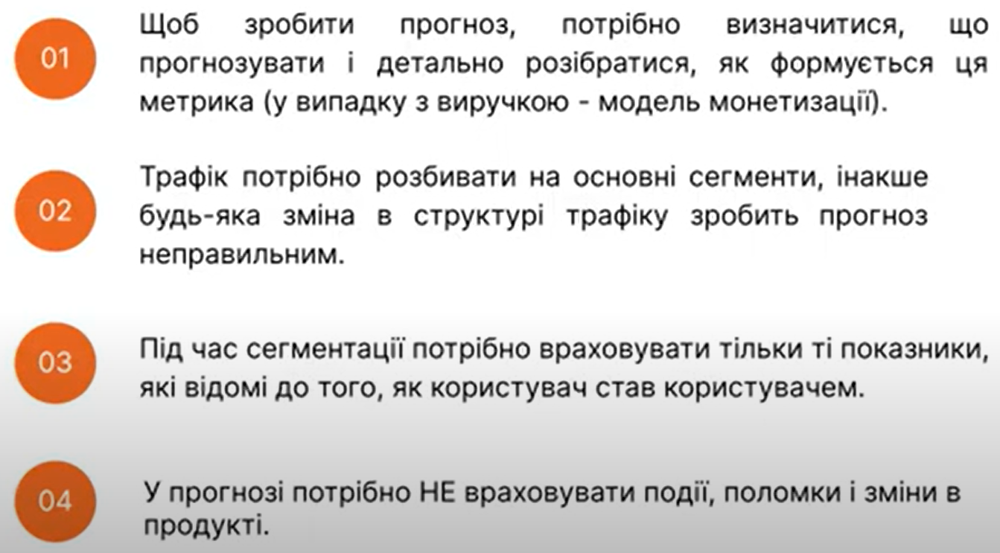 01
Щоб зробити прогноз, потрібно визначитися, що
прогнозувати і детально розібратися, як формується ця
метрика (у випадку з виручкою - модель монетизації).
02
Трафік потрібно розбивати на основні сегменти, інакше
будь-яка зміна в структурі трафіку зробить прогноз
неправильним.
03
Під час сегментації потрібно враховувати тільки ті показники,
які відомі до того, як користувач став користувачем.
04
У прогнозі потрібно НЕ враховувати події, поломки і зміни в
продукті.